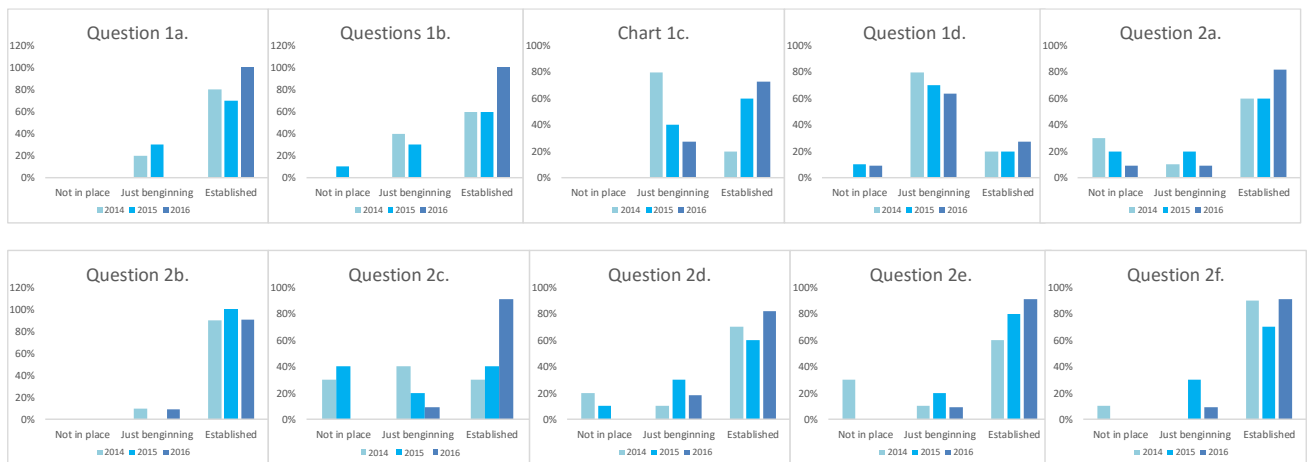 Question 1a.
120%
100%
80%
60%
40%
20%
0%
Not in place Just benginning Established
2014 2015 2016
Questions 1b.
120%
100%
80%
60%
40%
20%
0%
Not in place Just benginning Established
2014 2015 2016
Chart 1c.
100%
80%
60%
40%
20%
0%
Not in place Just benginning Established
2014 2015 2016
Question 1d.
100%
80%
60%
40%
20%
0%
Not in place Just benginning Established
2014 2015 2016
Question 2a.
100%
80%
60%
40%
20%
0%
Not in place Just benginning Established
2014 2015 2016
Question 2b.
120%
100%
80%
60%
40%
20%
0%
Not in place Just benginning Established
2014 2015 2016
Question 2c.
100%
80%
60%
40%
20%
0%
Not in place Just benginning Established
2014 2015 2016
Question 2d.
100%
80%
60%
40%
20%
0%
Not in place Just benginning Established
2014 2015 2016
Question 2e.
100%
80%
60%
40%
20%
0%
Not in place Just benginning Established
2014 2015 2016
Question 2f.
100%
80%
60%
40%
20%
0%
Not in place Just benginning Established
2014 2015 2016